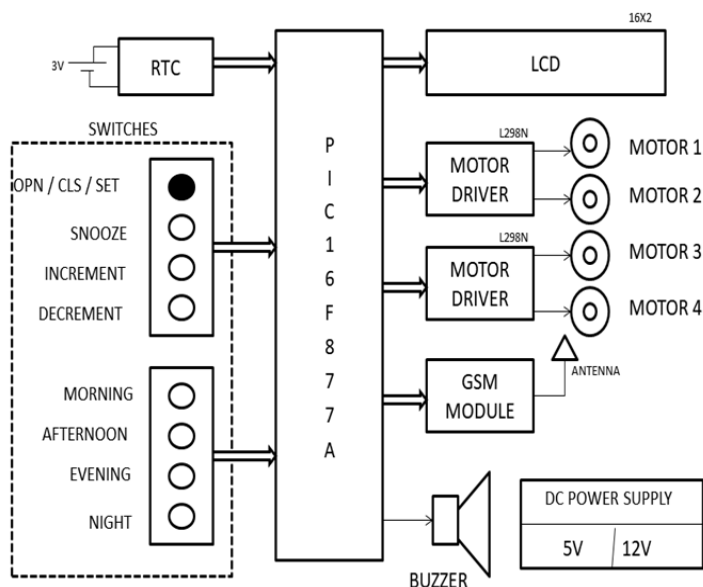 16X2
3V
RTC
LCD
SWITCHES
OPN / CLS / SET
SNOOZE
INCREMENT
DECREMENT
MORNING
AFTERNOON
EVENING
NIGHT
P
I
C
1
6
F
8
7
7
A
L298N
MOTOR
DRIVER
MOTOR 1
MOTOR 2
L298N
MOTOR
DRIVER
MOTOR 3
MOTOR 4
ANTENNA
GSM
MODULE
BUZZER
DC POWER SUPPLY
5V / 12V